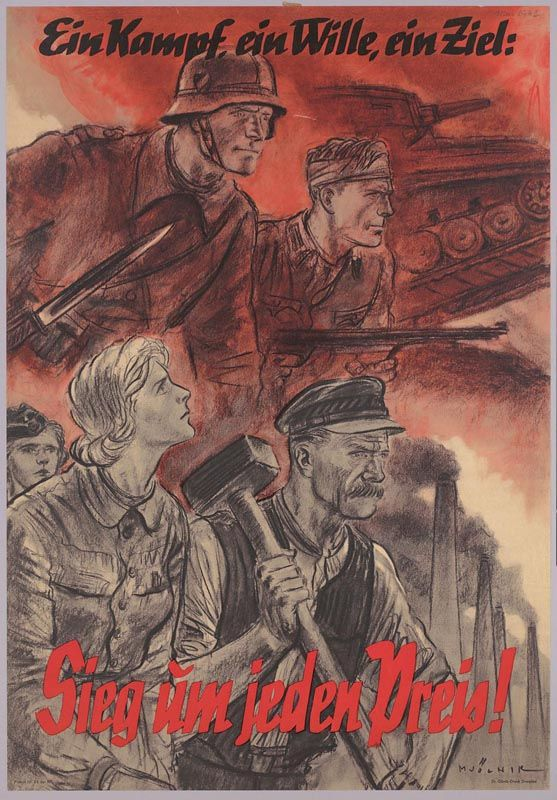 Ein Kampf, ein Wille, ein Ziel:
Sieg um jeden Preis!
MJÖLNIR